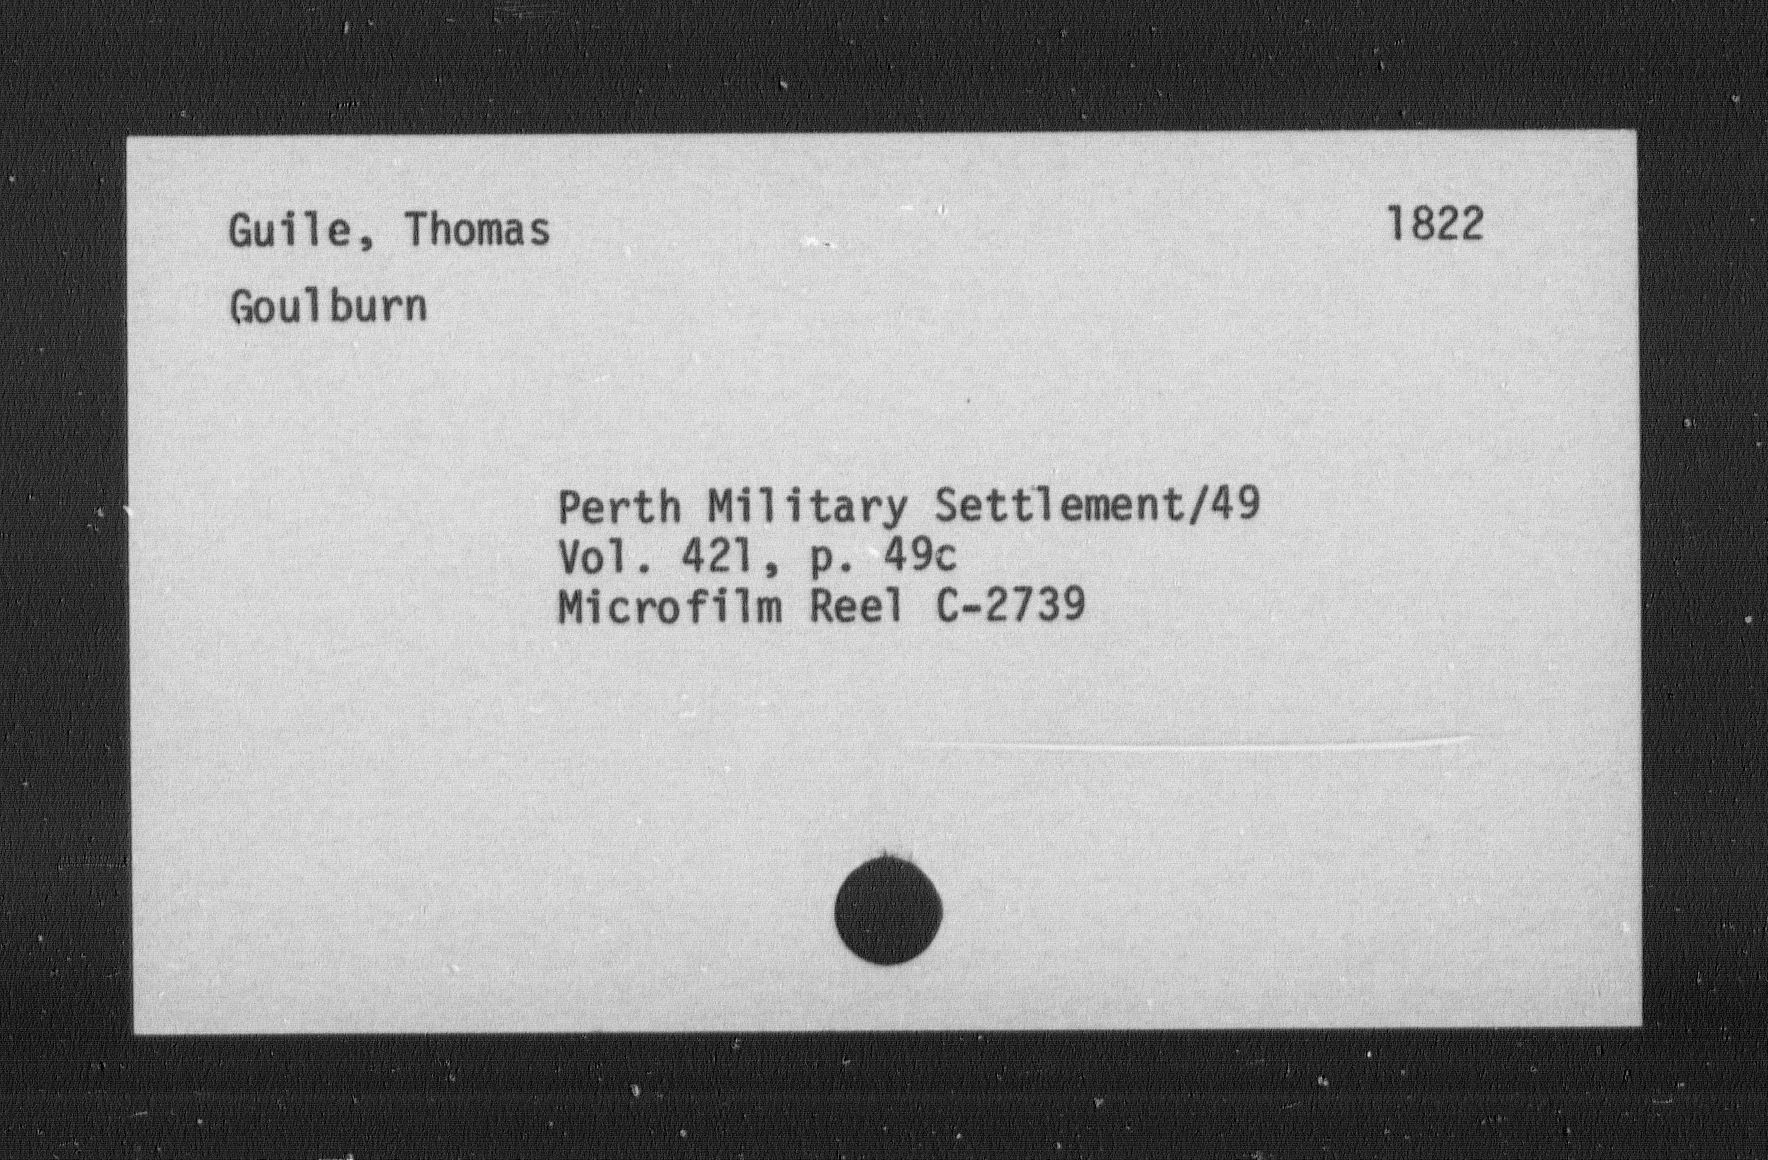 Guile, Thomas 1822
Goulburn
Perth Military Settlement/49
Vol. 421, p. 49c
Microfilm Reel C-2739